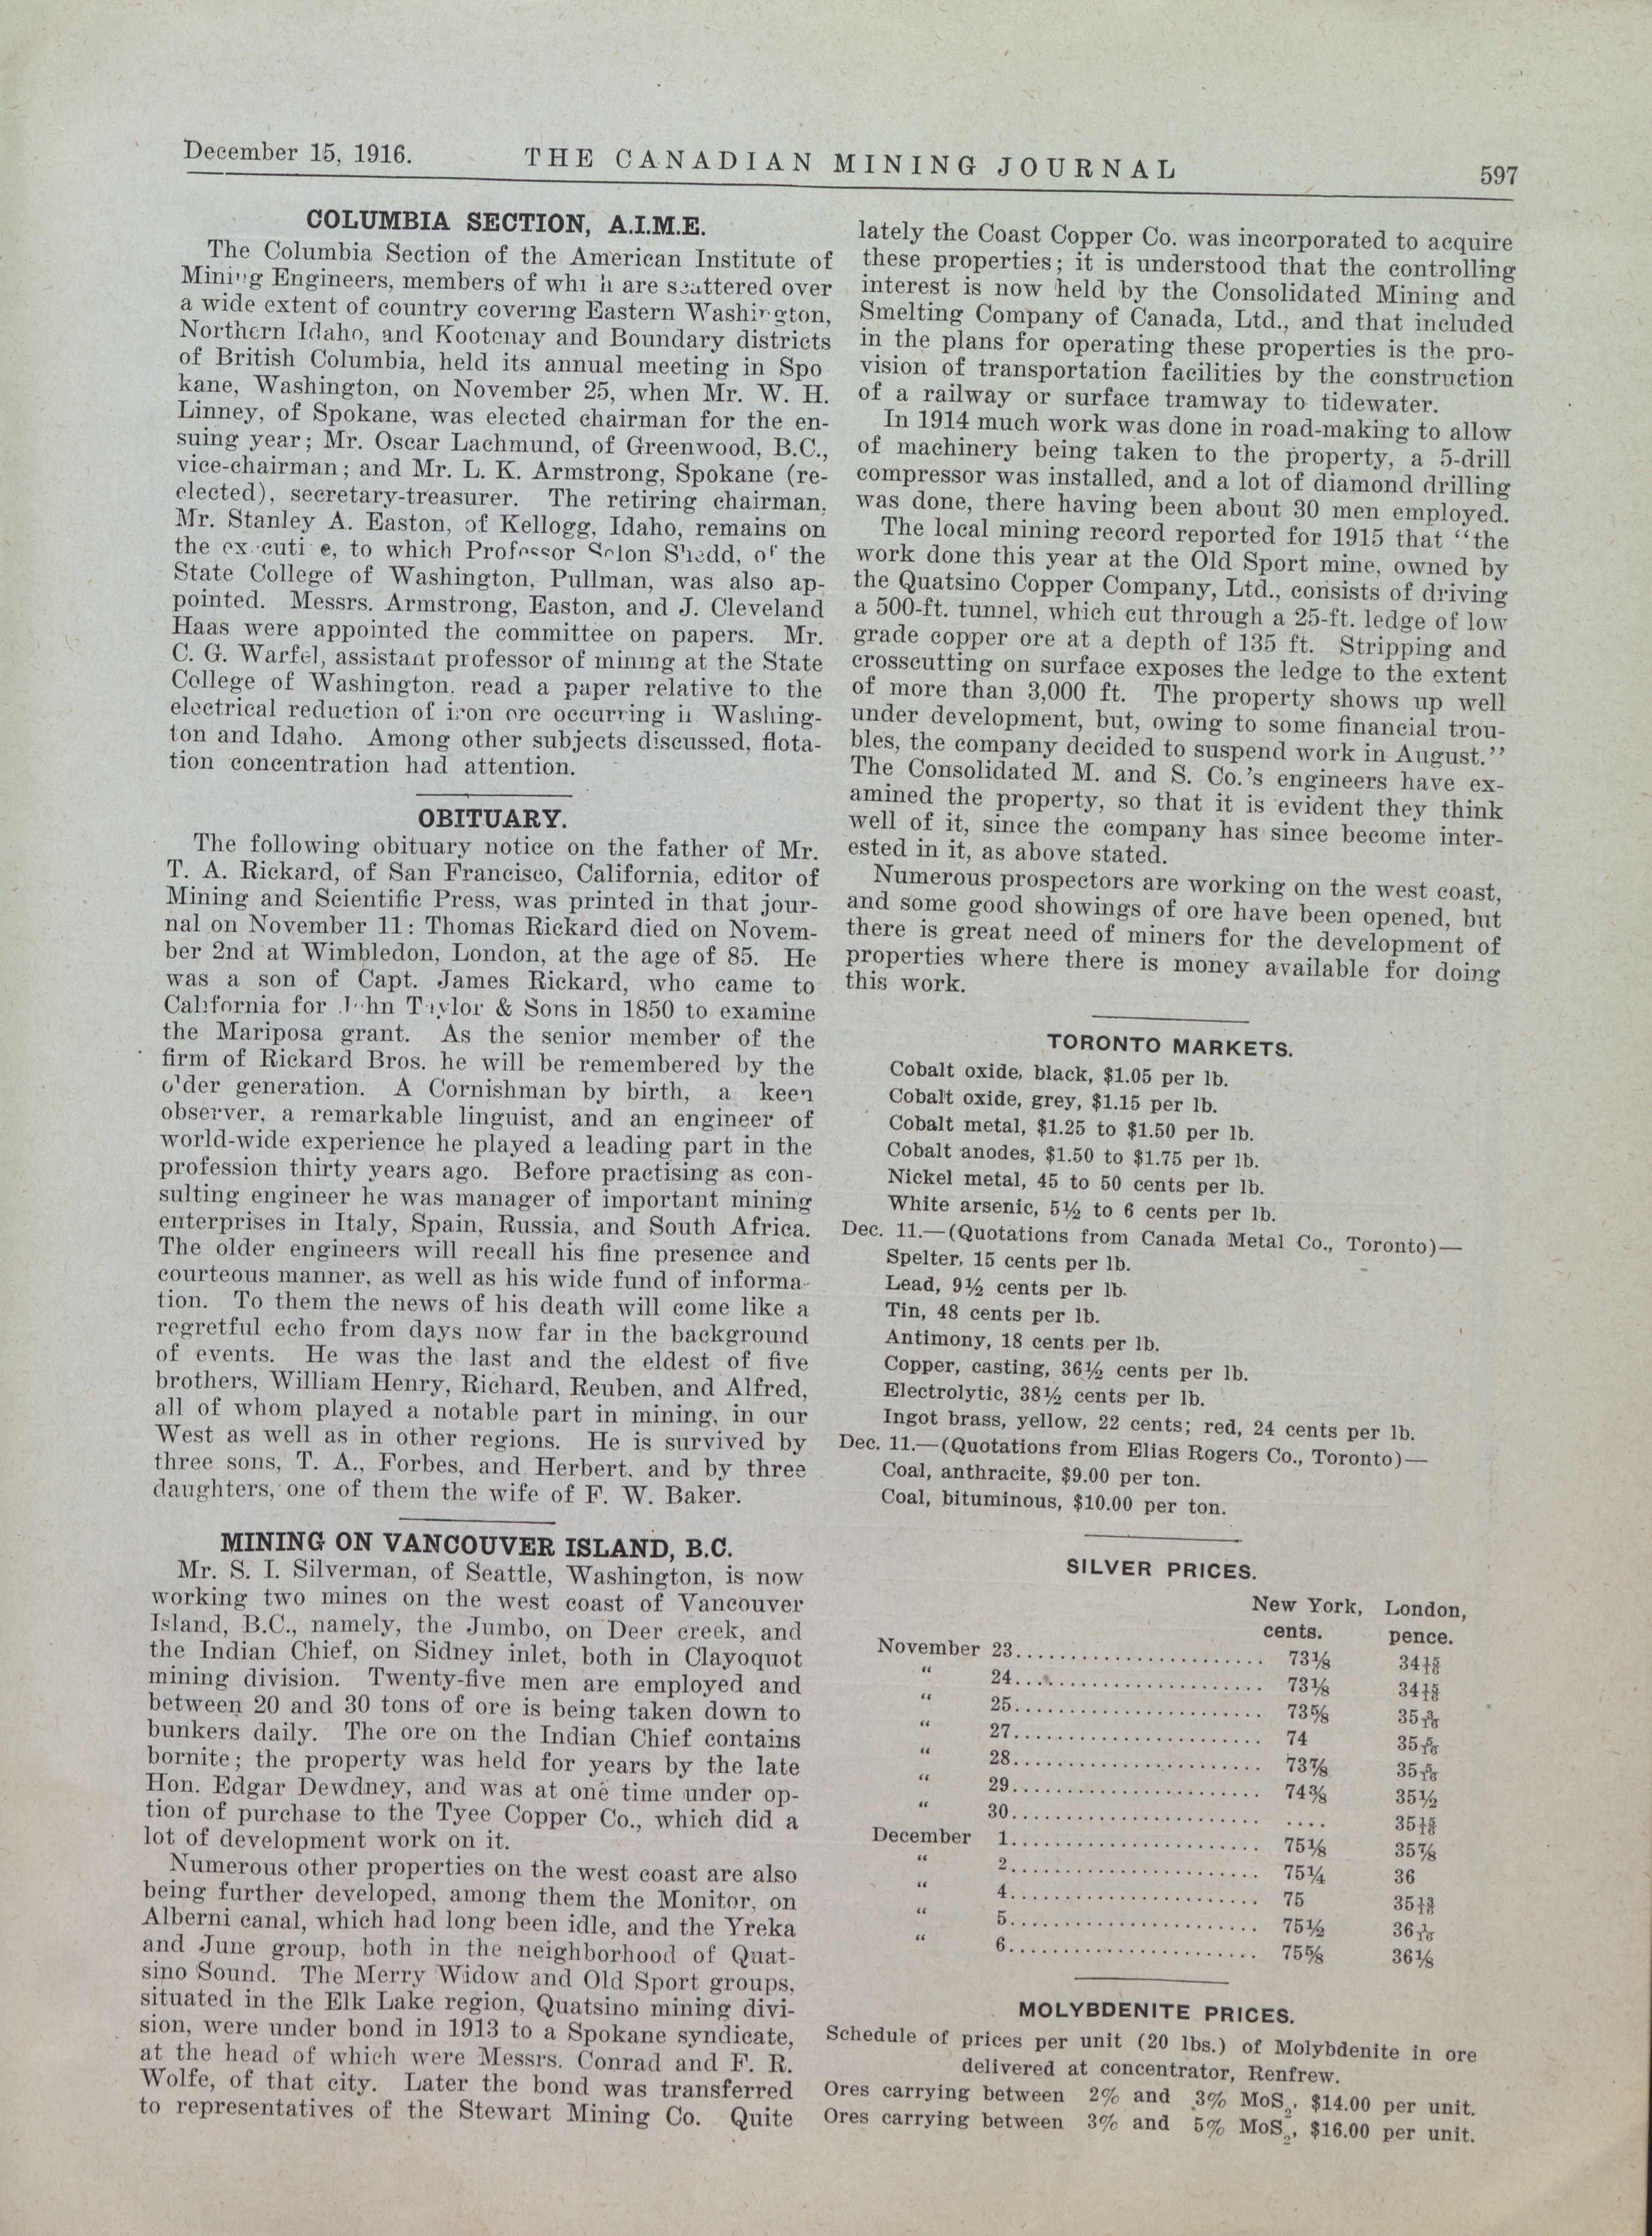 December 15, 1916.
THE CANADIAN MINING JOURNAL
597
COLUMBIA SECTION, A.I.M.E.
The Columbia Section of the American Institute of
Mining Engineers, members of whi h are scattered over
a wide extent of country covering Eastern Washington,
Northern Idaho, and Kootenay and Boundary districts
of British Columbia, held its annual meeting in Spo
kane, Washington, on November 25, when Mr. W. H.
Linney, of Spokane, was elected chairman for the en-
suing year; Mr. Oscar Lachmund, of Greenwood, B.C.,
vice-chairman; and Mr. L. K. Armstrong, Spokane (re-
elected), secretary-treasurer. The retiring chairman,
Mr. Stanley A. Easton, of Kellogg, Idaho, remains on
the ex cuti e, to which Professor Solon Shedd, of the
State College of Washington, Pullman, was also ap-
pointed. Messrs. Armstrong, Easton, and J. Cleveland
Haas were appointed the committee on papers. Mr.
C. G. Warfel, assistant professor of mining at the State
College of Washington, read a paper relative to the
electrical reduction of iron ore occurring in Washing-
ton and Idaho. Among other subjects discussed, flota-
tion concentration had attention.
OBITUARY.
The following obituary notice on the father of Mr.
T. A. Rickard, of San Francisco, California, editor of
Mining and Scientific Press, was printed in that jour-
nal on November 11: Thomas Rickard died on Novem-
ber 2nd at Wimbledon, London, at the age of 85. He
was a son of Capt. James Rickard, who came to
California for John Taylor & Sons in 1850 to examine
the Mariposa grant. As the senior member of the
firm of Rickard Bros. he will be remembered by the
older generation. A Cornishman by birth, a keen
observer, a remarkable linguist, and an engineer of
world-wide experience he played a leading part in the
profession thirty years ago. Before practising as con-
sulting engineer he was manager of important mining
enterprises in Italy, Spain, Russia, and South Africa.
The older engineers will recall his fine presence and
courteous manner, as well as his wide fund of informa-
tion. To them the news of his death will come like a
regretful echo from days now far in the background
of events. He was the last and the eldest of five
brothers, William Henry, Richard, Reuben, and Alfred,
all of whom played a notable part in mining, in our
West as well as in other regions. He is survived by
three sons, T. A., Forbes, and Herbert, and by three
daughters, one of them the wife of F. W. Baker.
MINING ON VANCOUVER ISLAND, B.C.
Mr. S. I. Silverman, of Seattle, Washington, is now
working two mines on the west coast of Vancouver
Island, B.C., namely, the Jumbo, on Deer creek, and
the Indian Chief, on Sidney inlet, both in Clayoquot
mining division. Twenty-five men are employed and
between 20 and 30 tons of ore is being taken down to
bunkers daily. The ore on the Indian Chief contains
bornite; the property was held for years by the late
Hon. Edgar Dewdney, and was at one time under op-
tion of purchase to the Tyee Copper Co., which did a
lot of development work on it.
Numerous other properties on the west coast are also
being further developed, among them the Monitor, on
Alberni canal, which had long been idle, and the Yreka
and June group, both in the neighborhood of Quat-
sino Sound. The Merry Widow and Old Sport groups,
situated in the Elk Lake region, Quatsino mining divi-
sion, were under bond in 1913 to a Spokane syndicate,
at the head of which were Messrs. Conrad and F. R.
Wolfe, of that city. Later the bond was transferred
to representatives of the Stewart Mining Co. Quite
lately the Coast Copper Co. was incorporated to acquire
these properties; it is understood that the controlling
interest is now held by the Consolidated Mining and
Smelting Company of Canada, Ltd., and that included
in the plans for operating these properties is the pro-
vision of transportation facilities by the construction
of a railway or surface tramway to tidewater.
In 1914 much work was done in road-making to allow
of machinery being taken to the property, a 5-drill
compressor was installed, and a lot of diamond drilling
was done, there having been about 30 men employed.
The local mining record reported for 1915 that "the
work done this year at the Old Sport mine, owned by
the Quatsino Copper Company, Ltd., consists of driving
a 500-ft. tunnel, which cut through a 25-ft. ledge of low
grade copper ore at a depth of 135 ft. Stripping and
crosscutting on surface exposes the ledge to the extent
of more than 3,000 ft. The property shows up well
under development, but, owing to some financial trou-
bles, the company decided to suspend work in August."
The Consolidated M. and S. Co.'s engineers have ex-
amined the property, so that it is evident they think
well of it, since the company has since become inter-
ested in it, as above stated.
Numerous prospectors are working on the west coast,
and some good showings of ore have been opened, but
there is great need of miners for the development of
properties where there is money available for doing
this work.
TORONTO MARKETS.
Cobalt oxide, black, $1.05 per lb.
Cobalt oxide, grey, $1.15 per lb.
Cobalt metal, $1.25 to $1.50 per lb.
Cobalt anodes, $1.50 to $1.75 per lb.
Nickel metal, 45 to 50 cents per lb.
White arsenic, 5½ to 6 cents per lb.
Dec. 11.—(Quotations from Canada Metal Co., Toronto)—
Spelter, 15 cents per lb.
Lead, 9½ cents per lb.
Tin, 48 cents per lb.
Antimony, 18 cents per lb.
Copper, casting, 36½ cents per lb.
Electrolytic, 38½ cents per lb.
Ingot brass, yellow, 22 cents; red, 24 cents per lb.
Dec. 11.—(Quotations from Elias Rogers Co., Toronto)—
Coal, anthracite, $9.00 per ton.
Coal, bituminous, $10.00 per ton.
SILVER PRICES.
New York, London,
cents. pence.
November 23........................ 73⅛ 34 15/16
" 24........................ 73⅛ 34 15/16
" 25........................ 73⅝ 35 3/16
" 27........................ 74 35 5/16
" 28........................ 73⅞ 35 5/16
" 29........................ 74⅜ 35½
" 30........................ .... 35
December 1........................ 75⅛ 35⅞
" 2........................ 75¼ 36
" 4........................ 75 35 13/16
" 5........................ 75½ 36 1/16
" 6........................ 75⅝ 36⅛
MOLYBDENITE PRICES.
Schedule of prices per unit (20 lbs.) of Molybdenite in ore
delivered at concentrator, Renfrew.
Ores carrying between 2% and 3% MoS₂, $14.00 per unit.
Ores carrying between 3% and 5% MoS₂, $16.00 per unit.